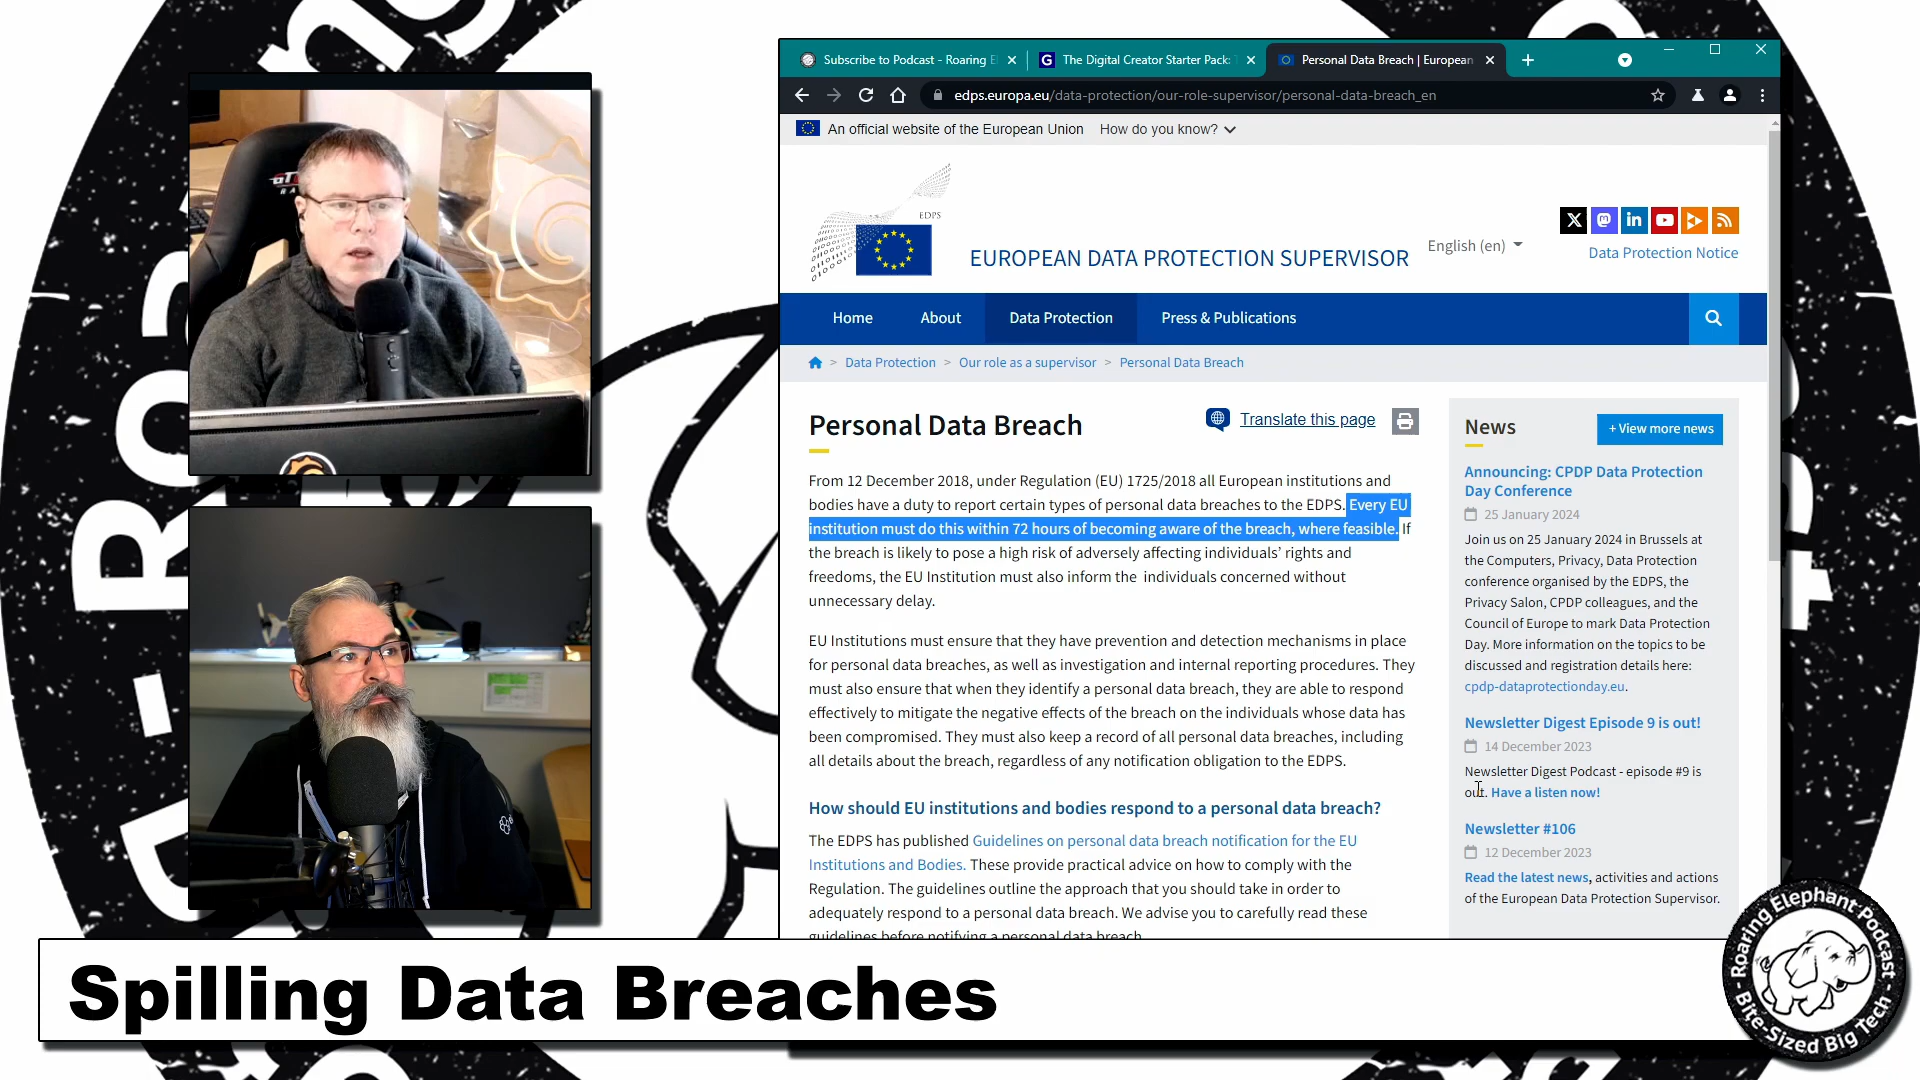 Subscribe to Podcast - Roaring E
The Digital Creator Starter Pack:
Personal Data Breach | European
edps.europa.eu/data-protection/our-role-supervisor/personal-data-breach_en
An official website of the European Union
How do you know?
EDPS
EUROPEAN DATA PROTECTION SUPERVISOR
English (en)
Data Protection Notice
Home
About
Data Protection
Press & Publications
Data Protection > Our role as a supervisor > Personal Data Breach
Personal Data Breach
Translate this page
From 12 December 2018, under Regulation (EU) 1725/2018 all European institutions and
bodies have a duty to report certain types of personal data breaches to the EDPS. Every EU
institution must do this within 72 hours of becoming aware of the breach, where feasible. If
the breach is likely to pose a high risk of adversely affecting individuals’ rights and
freedoms, the EU Institution must also inform the individuals concerned without
unnecessary delay.
EU Institutions must ensure that they have prevention and detection mechanisms in place
for personal data breaches, as well as investigation and internal reporting procedures. They
must also ensure that when they identify a personal data breach, they are able to respond
effectively to mitigate the negative effects of the breach on the individuals whose data has
been compromised. They must also keep a record of all personal data breaches, including
all details about the breach, regardless of any notification obligation to the EDPS.
How should EU institutions and bodies respond to a personal data breach?
The EDPS has published Guidelines on personal data breach notification for the EU
Institutions and Bodies. These provide practical advice on how to comply with the
Regulation. The guidelines outline the approach that you should take in order to
adequately respond to a personal data breach. We advise you to carefully read these
guidelines before notifying a personal data breach.
News
+ View more news
Announcing: CPDP Data Protection
Day Conference
25 January 2024
Join us on 25 January 2024 in Brussels at
the Computers, Privacy, Data Protection
conference organised by the EDPS, the
Privacy Salon, CPDP colleagues, and the
Council of Europe to mark Data Protection
Day. More information on the topics to be
discussed and registration details here:
cpdp-dataprotectionday.eu.
Newsletter Digest Episode 9 is out!
14 December 2023
Newsletter Digest Podcast - episode #9 is
out. Have a listen now!
Newsletter #106
12 December 2023
Read the latest news, activities and actions
of the European Data Protection Supervisor.
Spilling Data Breaches
Roaring Elephant Podcast
- Bite-Sized Big Tech -